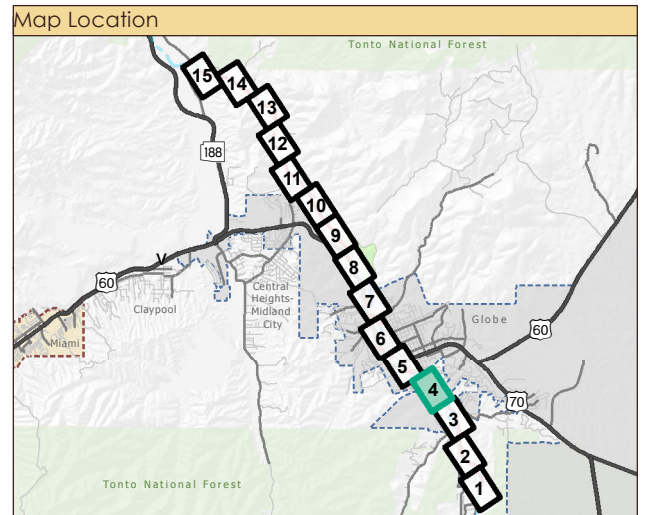 Map Location
Tonto National Forest
15
14
13
188
12
11
10
9
V
8
60
Central
Heights-
Midland
City
7
Claypool
Globe
60
6
Miami
5
4
70
3
2
Tonto National Forest
1